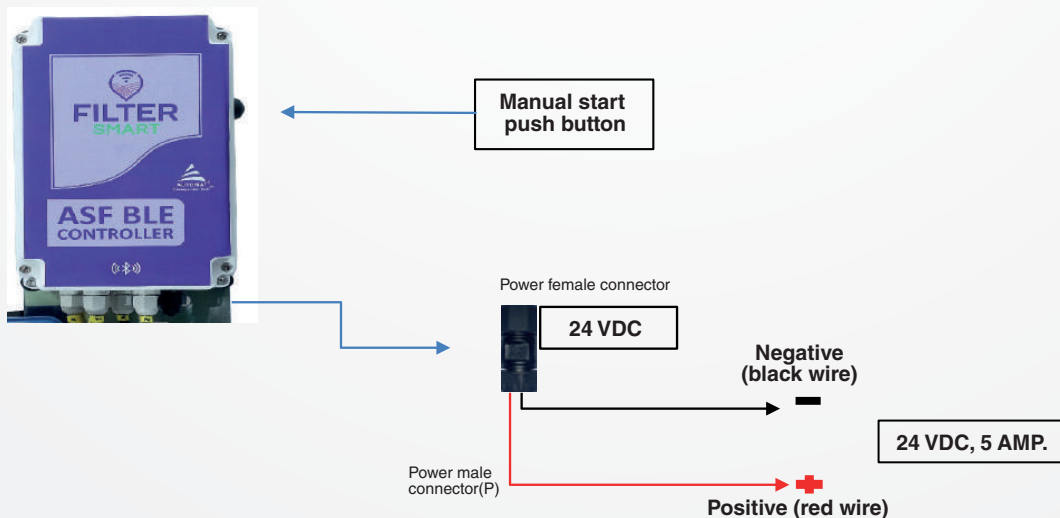 FILTER
SMART
ASF BLE
CONTROLLER
Manual start
push button
Power female connector
24 VDC
Negative
(black wire)
24 VDC, 5 AMP.
Power male
connector(P)
Positive (red wire)